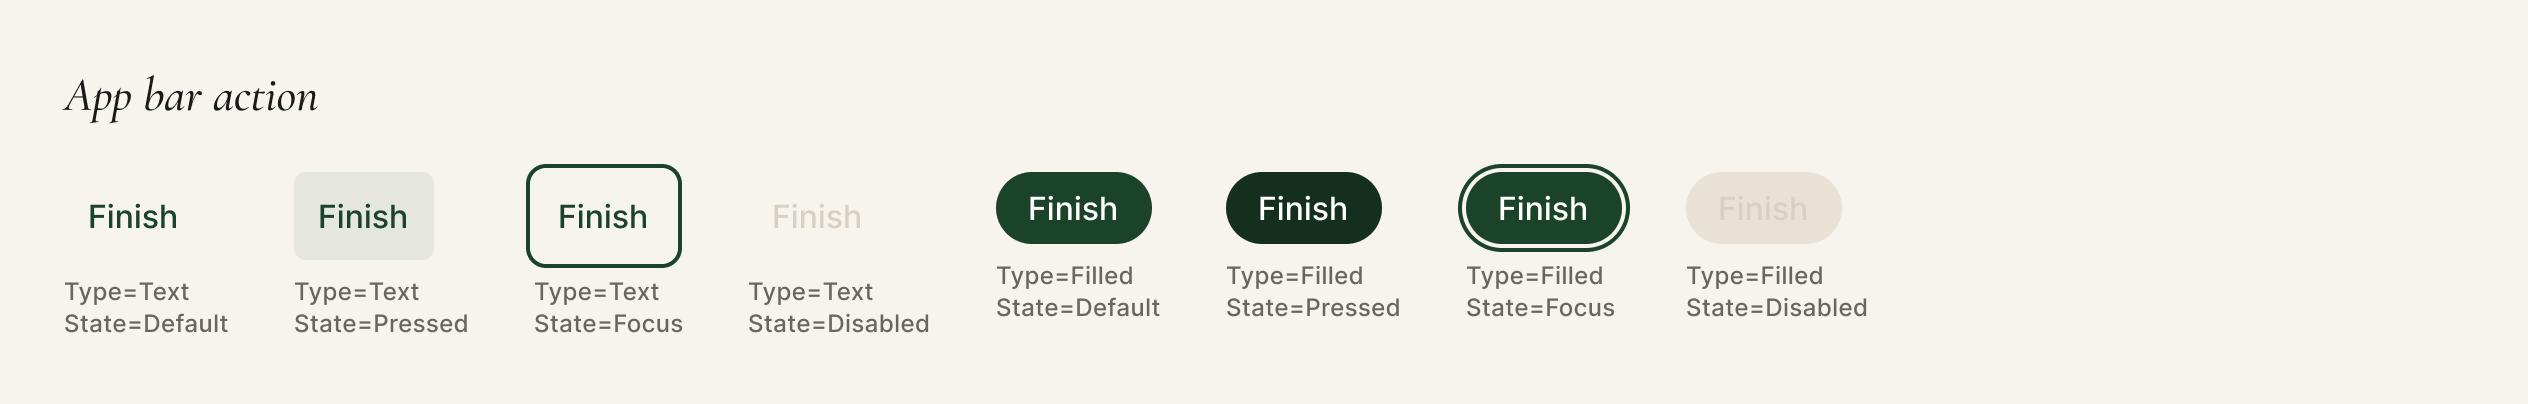 App bar action
Finish
Type=Text
State=Default
Finish
Type=Text
State=Pressed
Finish
Type=Text
State=Focus
Finish
Type=Text
State=Disabled
Finish
Type=Filled
State=Default
Finish
Type=Filled
State=Pressed
Finish
Type=Filled
State=Focus
Finish
Type=Filled
State=Disabled